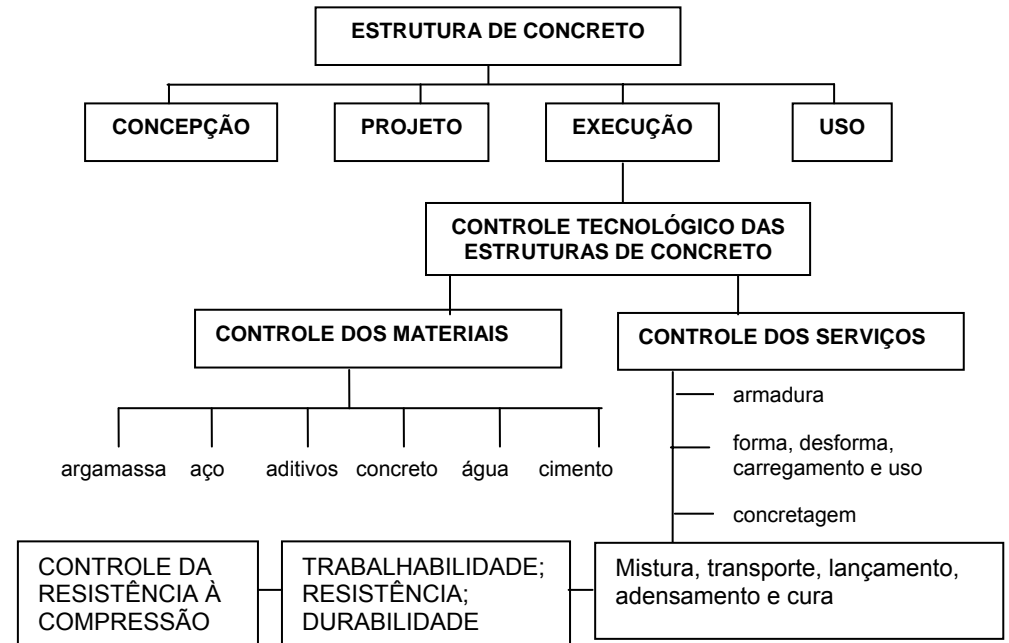 ESTRUTURA DE CONCRETO
CONCEPÇÃO
PROJETO
EXECUÇÃO
USO
CONTROLE TECNOLÓGICO DAS
ESTRUTURAS DE CONCRETO
CONTROLE DOS MATERIAIS
CONTROLE DOS SERVIÇOS
argamassa
aço
aditivos
concreto
água
cimento
armadura
forma, desforma,
carregamento e uso
concretagem
CONTROLE DA
RESISTÊNCIA À
COMPRESSÃO
TRABALHABILIDADE;
RESISTÊNCIA;
DURABILIDADE
Mistura, transporte, lançamento,
adensamento e cura